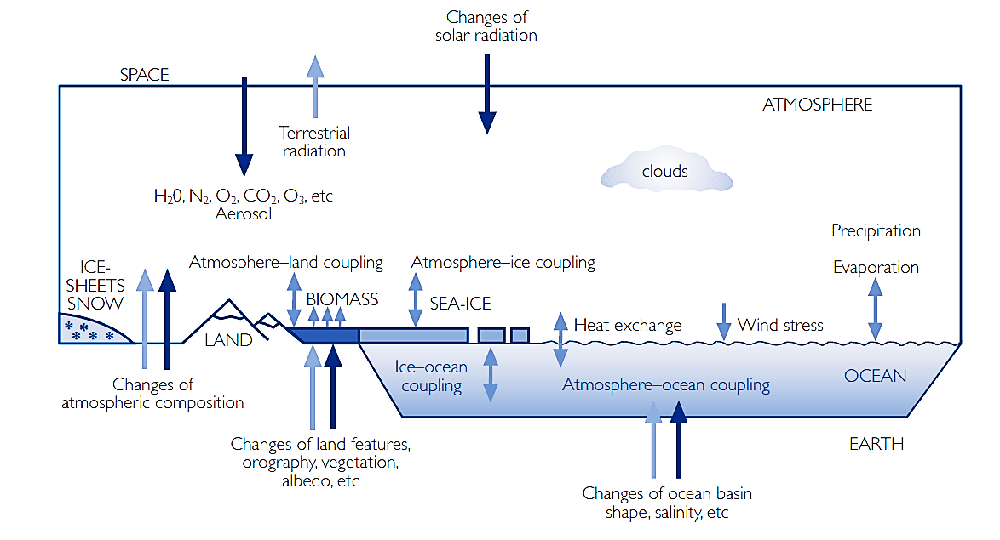 Changes of
solar radiation
SPACE
ATMOSPHERE
Terrestrial
radiation
clouds
H₂0, N₂, O₂, CO₂, O₃, etc
Aerosol
Precipitation
Evaporation
ICE-
SHEETS
SNOW
Atmosphere–land coupling
Atmosphere–ice coupling
BIOMASS
SEA-ICE
LAND
Heat exchange
Wind stress
Changes of
atmospheric composition
Ice–ocean
coupling
Atmosphere–ocean coupling
OCEAN
Changes of land features,
orography, vegetation,
albedo, etc
EARTH
Changes of ocean basin
shape, salinity, etc